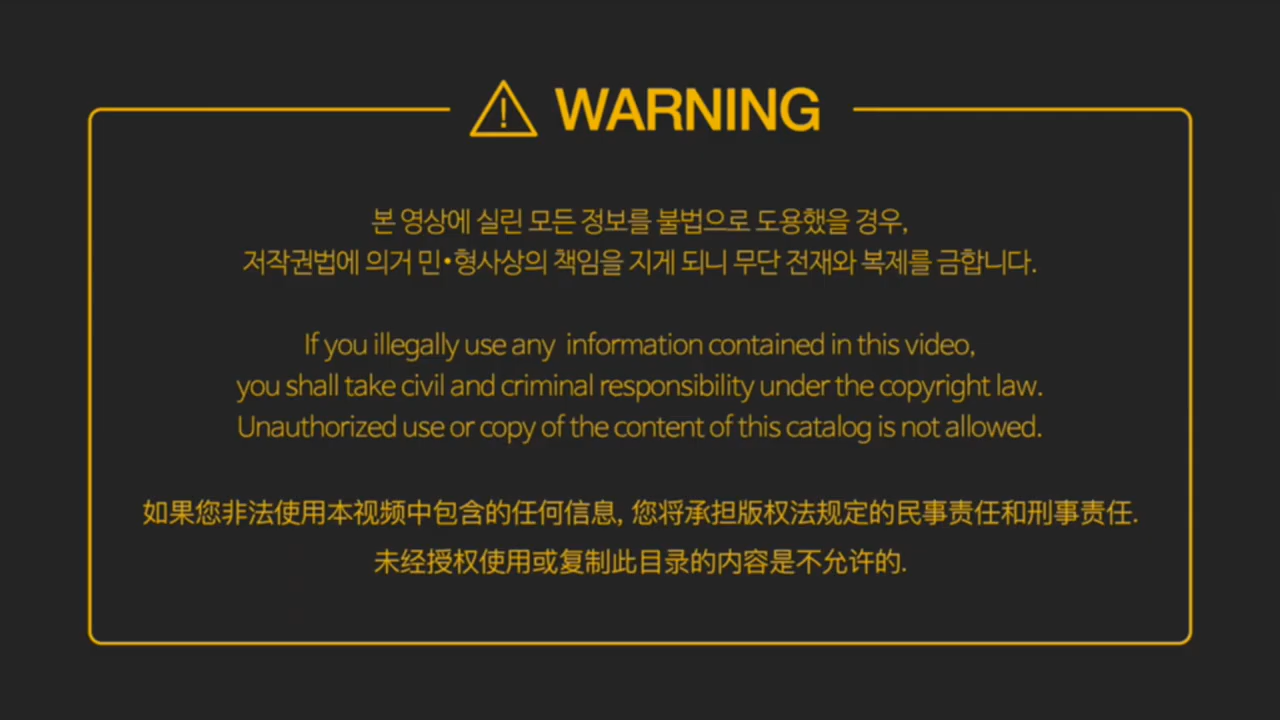 WARNING
본 영상에 실린 모든 정보를 불법으로 도용했을 경우,
저작권법에 의거 민•형사상의 책임을 지게 되니 무단 전재와 복제를 금합니다.
If you illegally use any information contained in this video,
you shall take civil and criminal responsibility under the copyright law.
Unauthorized use or copy of the content of this catalog is not allowed.
如果您非法使用本视频中包含的任何信息, 您将承担版权法规定的民事责任和刑事责任.
未经授权使用或复制此目录的内容是不允许的.